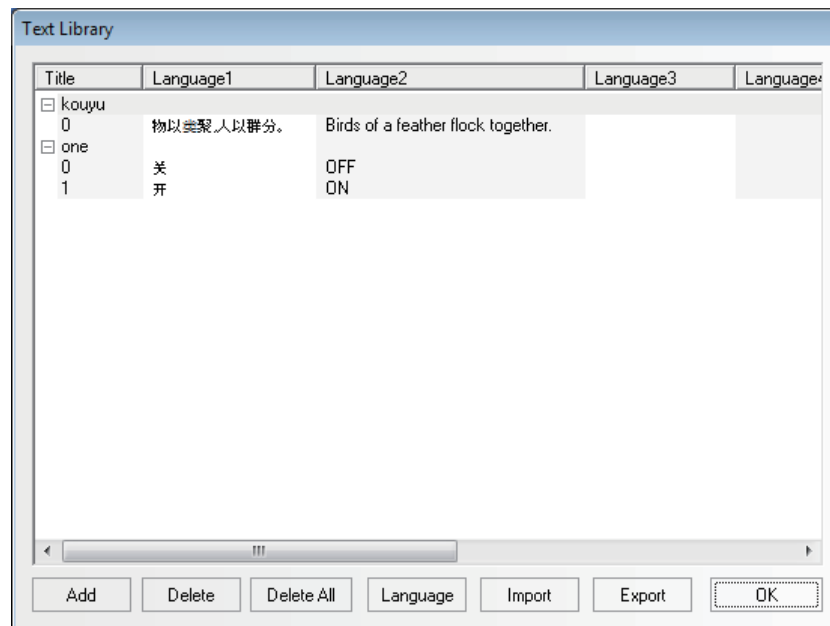 Text Library
Title Language1 Language2 Language3 Language4
kouyu
0 物以类聚,人以群分。 Birds of a feather flock together.
one
0 关 OFF
1 开 ON
Add Delete Delete All Language Import Export OK